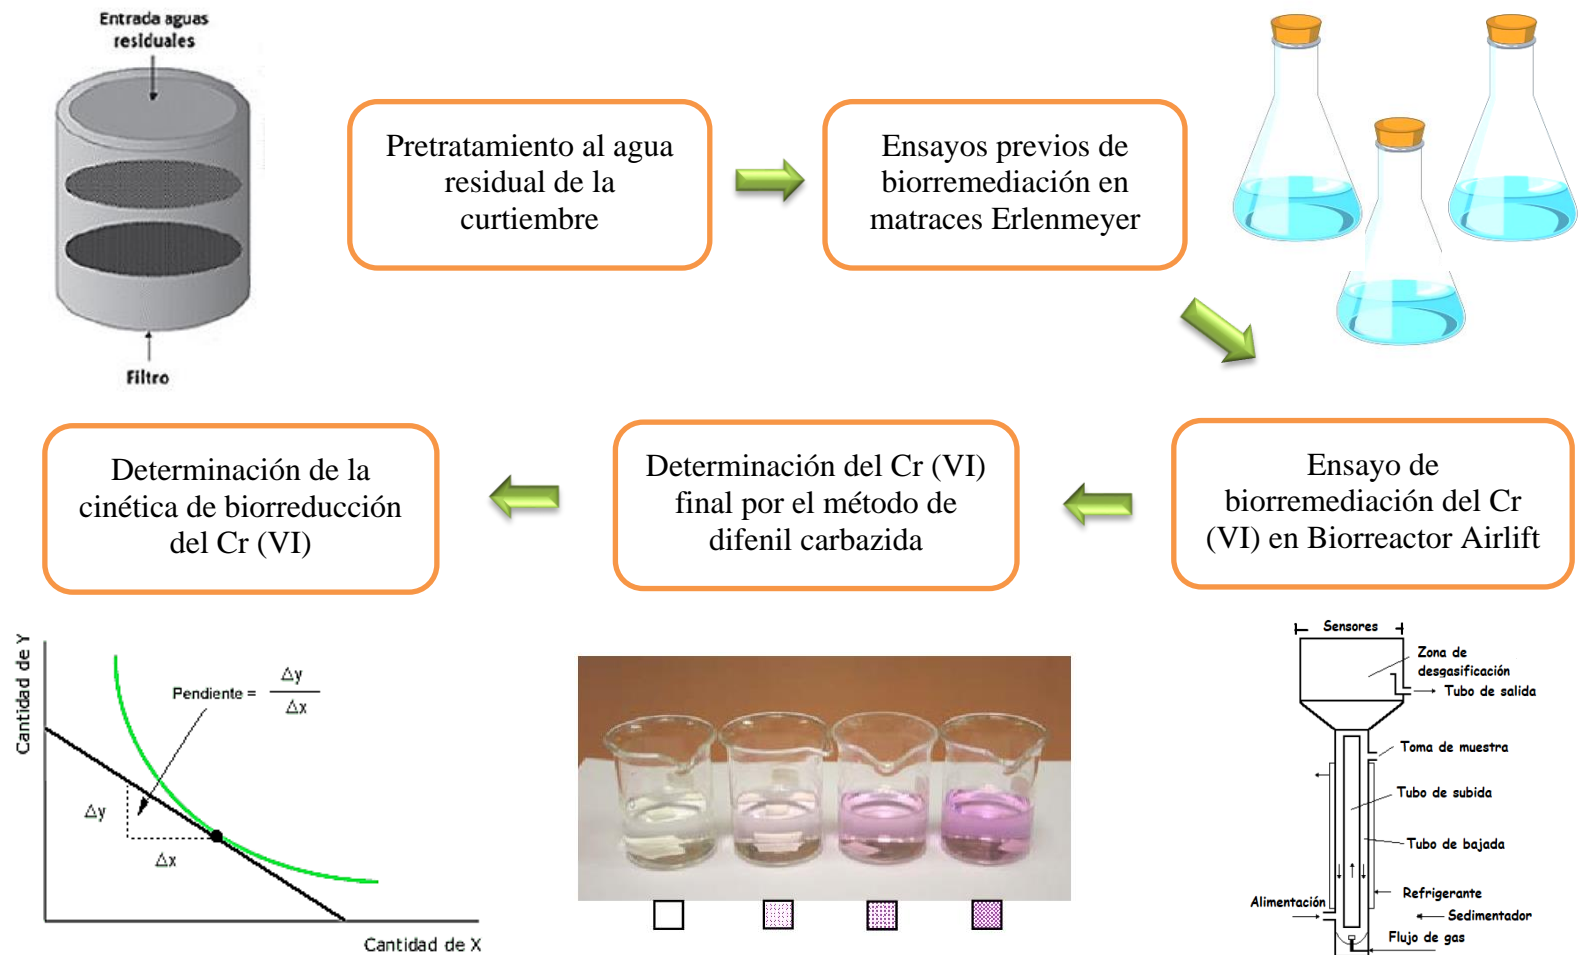 Entrada aguas
residuales
Filtro
Pretratamiento al agua
residual de la
curtiembre
Ensayos previos de
biorremediación en
matraces Erlenmeyer
Ensayo de
biorremediación del Cr
(VI) en Biorreactor Airlift
Determinación del Cr (VI)
final por el método de
difenil carbazida
Determinación de la
cinética de biorreducción
del Cr (VI)
Cantidad de Y
Pendiente = Δy
Δx
Δy
Δx
Cantidad de X
Sensores
Zona de
desgasificación
Tubo de salida
Toma de muestra
Tubo de subida
Tubo de bajada
Alimentación
Refrigerante
Sedimentador
Flujo de gas